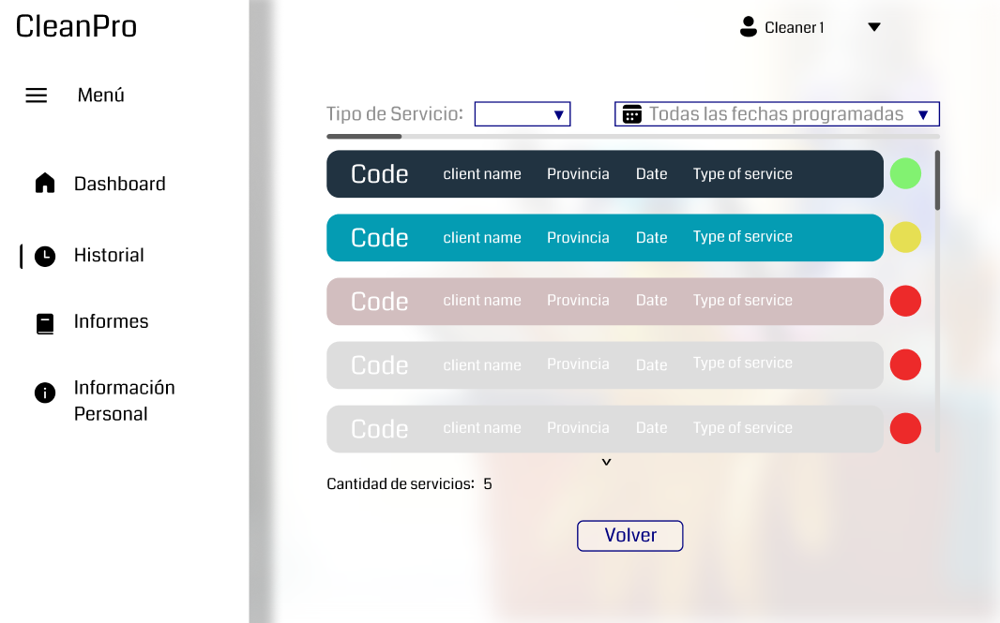 CleanPro
Cleaner 1
Menú
Tipo de Servicio:
Todas las fechas programadas
Code client name Provincia Date Type of service
Dashboard
Code client name Provincia Date Type of service
Historial
Code client name Provincia Date Type of service
Informes
Code client name Provincia Date Type of service
Información
Personal
Code client name Provincia Date Type of service
Cantidad de servicios: 5
Volver